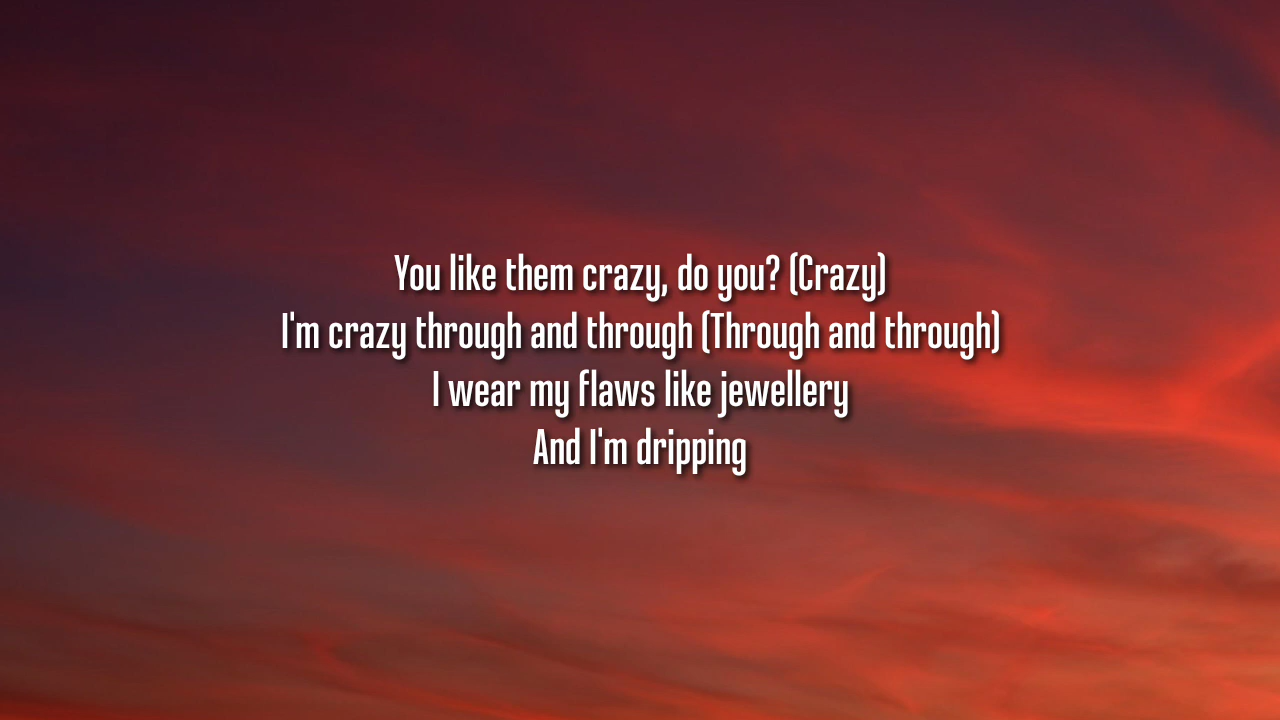 You like them crazy, do you? (Crazy)
I'm crazy through and through (Through and through)
I wear my flaws like jewellery
And I'm dripping